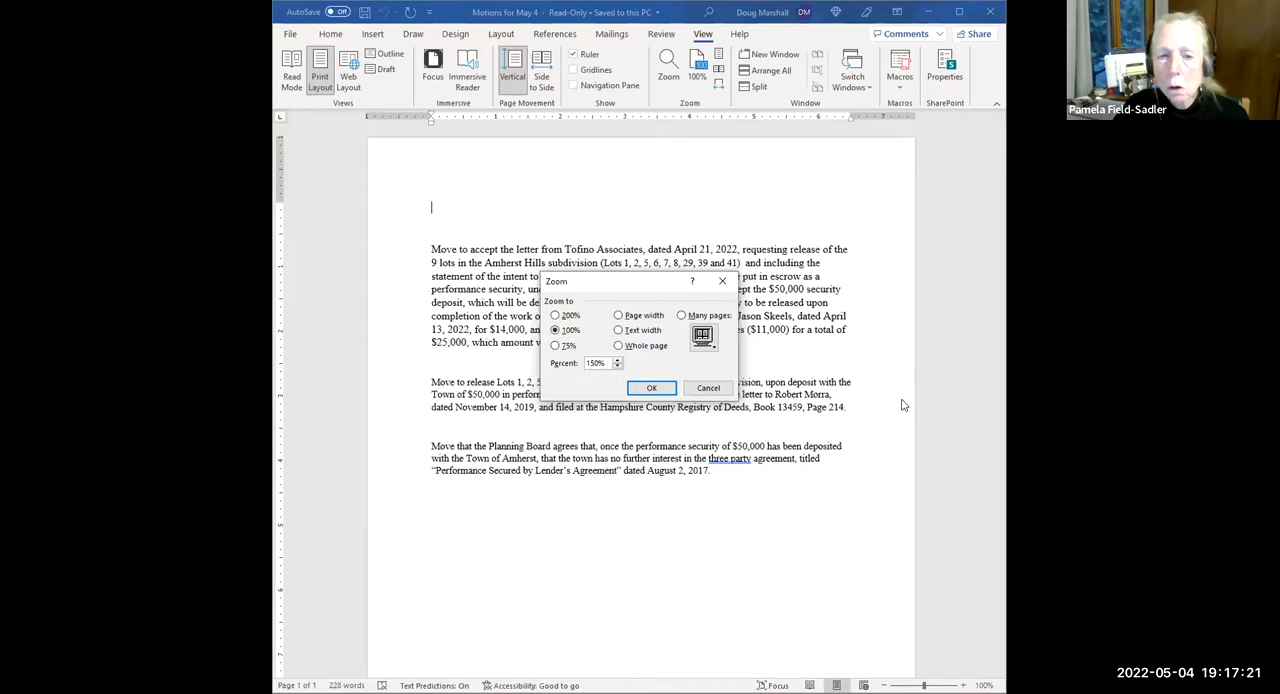 AutoSave Off Motions for May 4 - Read-Only • Saved to this PC Doug Marshall DM
File Home Insert Draw Design Layout References Mailings Review View Help Comments Share
Read Mode
Print Layout
Web Layout
Outline
Draft
Views
Focus
Immersive Reader
Immersive
Vertical
Side to Side
Page Movement
Ruler
Gridlines
Navigation Pane
Show
Zoom
100
100%
Zoom
New Window
Arrange All
Split
Switch Windows
Window
Macros
Macros
Properties
SharePoint
Pamela Field-Sadler
1 1 2 3 4 5 6 7
Move to accept the letter from Tofino Associates, dated April 21, 2022, requesting release of the
9 lots in the Amherst Hills subdivision (Lots 1, 2, 5, 6, 7, 8, 29, 39 and 41) and including the
statement of the intent to put in escrow as a
performance security, un ept the $50,000 security
deposit, which will be de y to be released upon
completion of the work o Jason Skeels, dated April
13, 2022, for $14,000, an es ($11,000) for a total of
$25,000, which amount v
Zoom ?
Zoom to
200% Page width Many pages:
100% Text width
75% Whole page
Percent: 150%
OK Cancel
Move to release Lots 1, 2, 5 vision, upon deposit with the
Town of $50,000 in perform e letter to Robert Morra,
dated November 14, 2019, and filed at the Hampshire County Registry of Deeds, Book 13459, Page 214.
Move that the Planning Board agrees that, once the performance security of $50,000 has been deposited
with the Town of Amherst, that the town has no further interest in the three party agreement, titled
“Performance Secured by Lender’s Agreement” dated August 2, 2017.
Page 1 of 1 228 words Text Predictions: On Accessibility: Good to go Focus 100%
2022-05-04 19:17:21